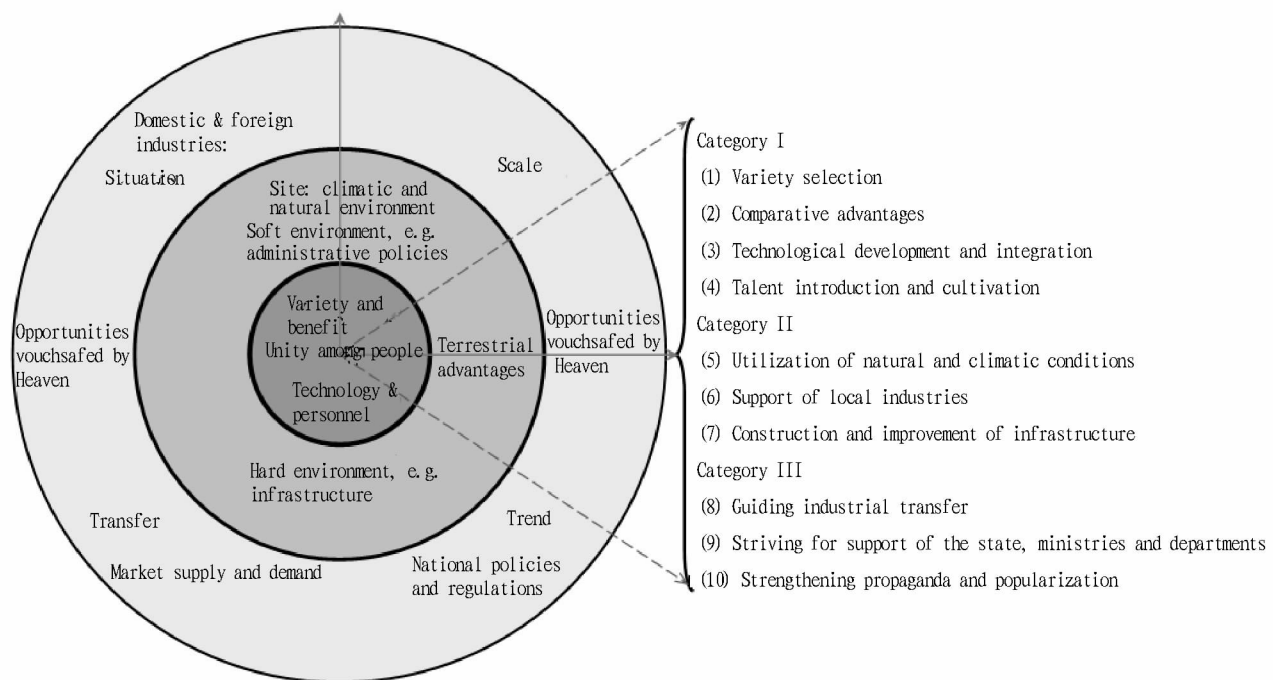 Domestic & foreign
industries:
Situation
Scale
Site: climatic and
natural environment
Soft environment, e.g.
administrative policies
Variety and
benefit
Unity among people
Technology &
personnel
Terrestrial
advantages
Opportunities
vouchsafed by
Heaven
Opportunities
vouchsafed by
Heaven
Hard environment, e.g.
infrastructure
Transfer
Trend
Market supply and demand
National policies
and regulations
Category I
(1) Variety selection
(2) Comparative advantages
(3) Technological development and integration
(4) Talent introduction and cultivation
Category II
(5) Utilization of natural and climatic conditions
(6) Support of local industries
(7) Construction and improvement of infrastructure
Category III
(8) Guiding industrial transfer
(9) Striving for support of the state, ministries and departments
(10) Strengthening propaganda and popularization